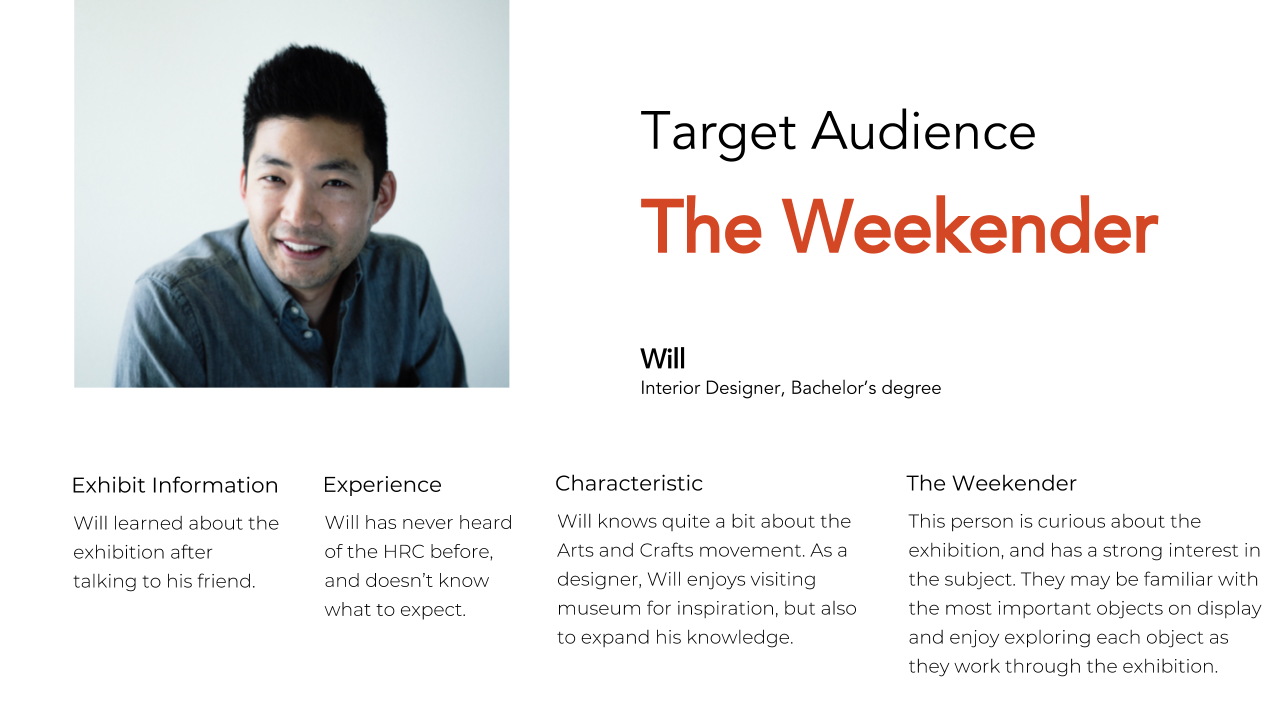 Target Audience
The Weekender
Will
Interior Designer, Bachelor’s degree
Exhibit Information
Will learned about the
exhibition after
talking to his friend.
Experience
Will has never heard
of the HRC before,
and doesn’t know
what to expect.
Characteristic
Will knows quite a bit about the
Arts and Crafts movement. As a
designer, Will enjoys visiting
museum for inspiration, but also
to expand his knowledge.
The Weekender
This person is curious about the
exhibition, and has a strong interest in
the subject. They may be familiar with
the most important objects on display
and enjoy exploring each object as
they work through the exhibition.